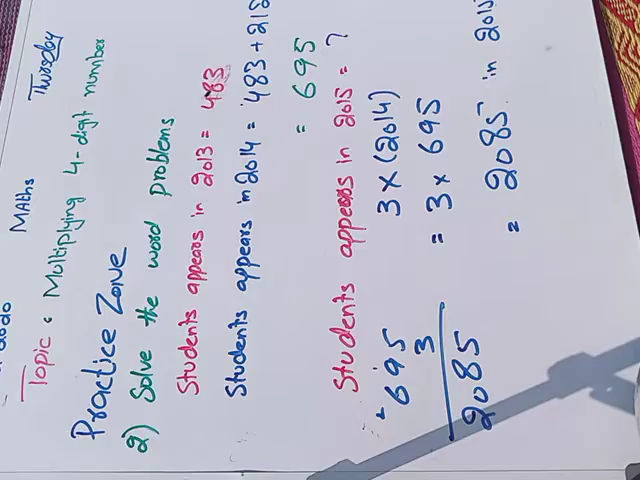 MAths Thursday
Topic : Multiplying 4-digit number
Practice Zone
2) Solve the word problems
Students appears in 2013 = 483
Students appears in 2014 = 483 + 215
= 695
Students appears in 2015 = ?
3 x (2014)
695
3
= 3 x 695
2085
= 2085 in 2015